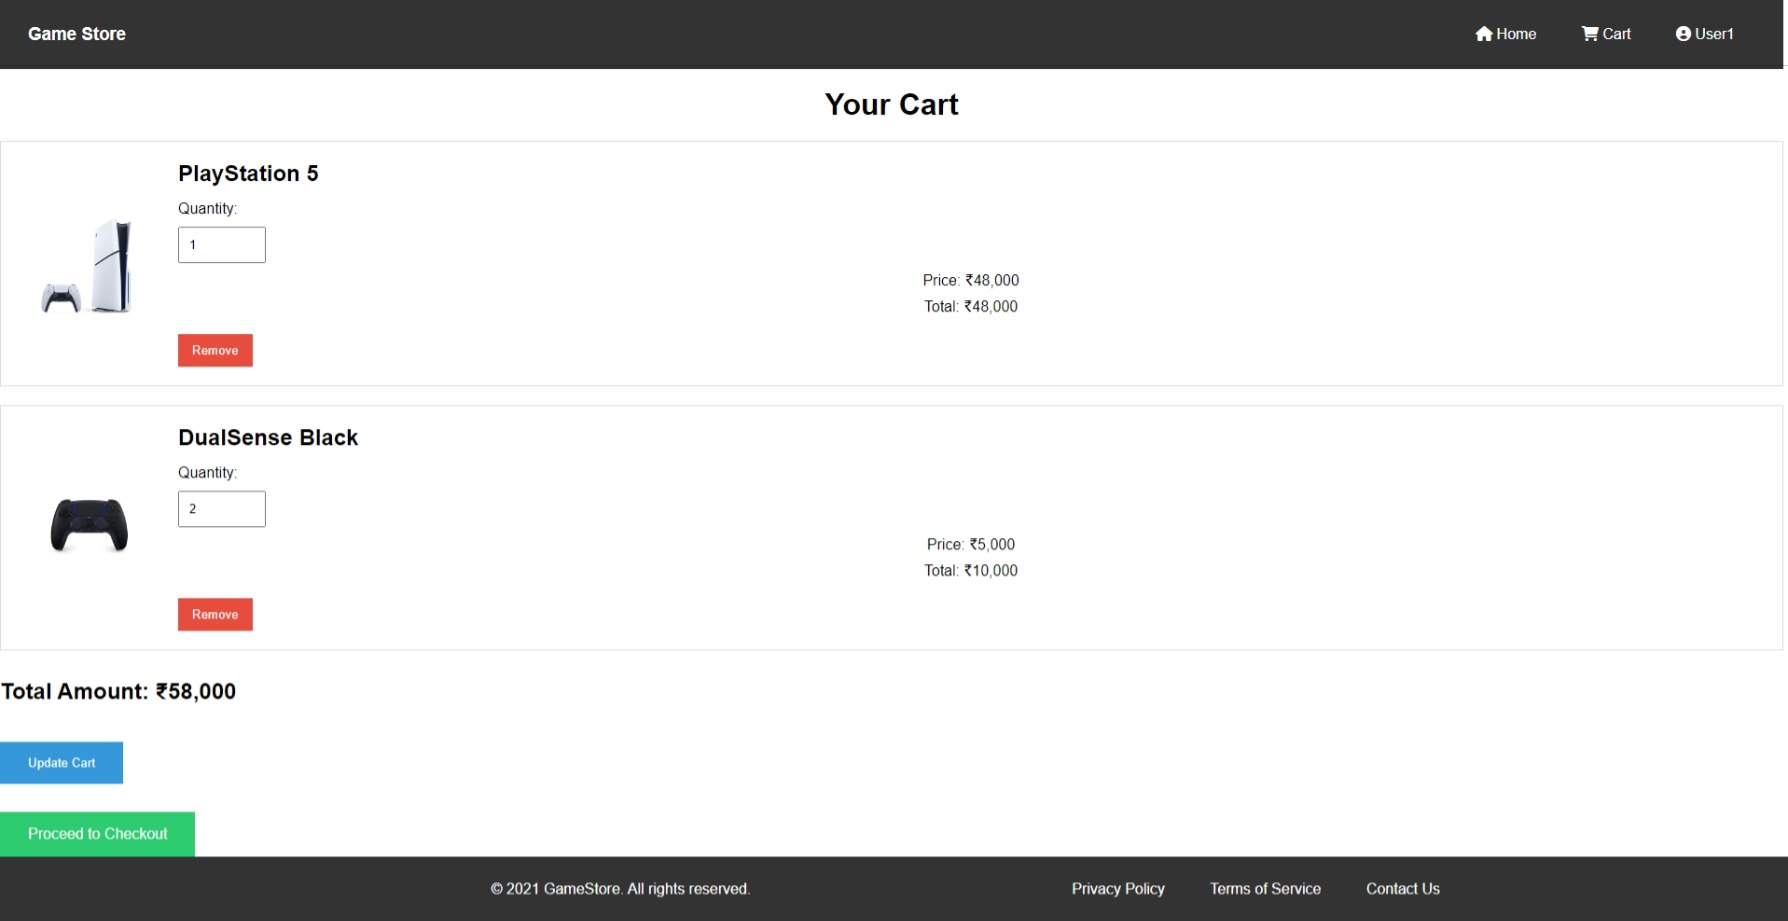 Game Store
Home
Cart
User1
Your Cart
PlayStation 5
Quantity:
1
Price: ₹48,000
Total: ₹48,000
Remove
DualSense Black
Quantity:
2
Price: ₹5,000
Total: ₹10,000
Remove
Total Amount: ₹58,000
Update Cart
Proceed to Checkout
© 2021 GameStore. All rights reserved.
Privacy Policy
Terms of Service
Contact Us